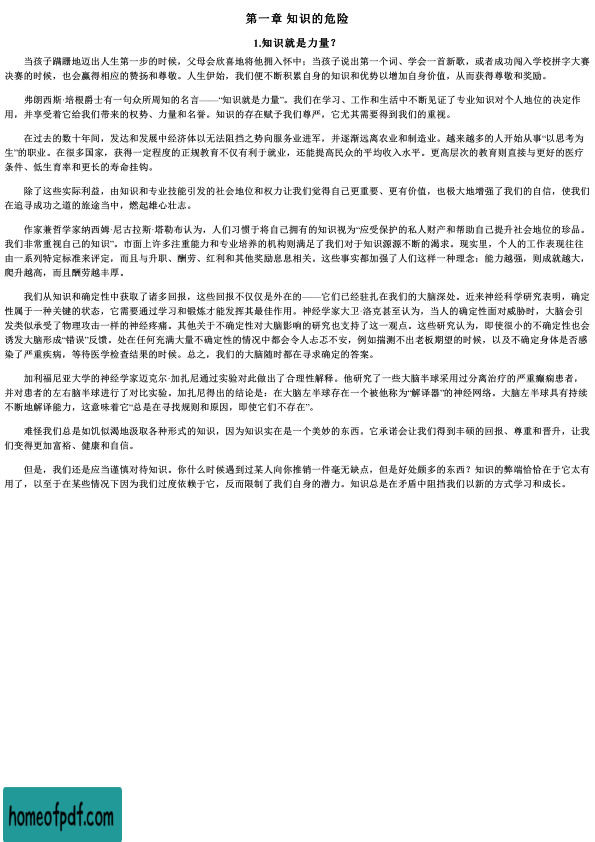 第一章 知识的危险
1.知识就是力量？
当孩子蹒跚地迈出人生第一步的时候，父母会欣喜地将他拥入怀中；当孩子说出第一个词、学会一首新歌，或者成功闯入学校拼字大赛
决赛的时候，也会赢得相应的赞扬和尊敬。人生伊始，我们便不断积累自身的知识和优势以增加自身价值，从而获得尊敬和奖励。
弗朗西斯·培根爵士有一句众所周知的名言——“知识就是力量”。我们在学习、工作和生活中不断见证了专业知识对个人地位的决定作
用，并享受着它给我们带来的权势、力量和名誉。知识的存在赋予我们尊严，它尤其需要得到我们的重视。
在过去的数十年间，发达和发展中经济体以无法阻挡之势向服务业进军，并逐渐远离农业和制造业。越来越多的人开始从事“以思考为
生”的职业。在很多国家，获得一定程度的正规教育不仅有利于就业，还能提高民众的平均收入水平。更高层次的教育则直接与更好的医疗
条件、低生育率和更长的寿命挂钩。
除了这些实际利益，由知识和专业技能引发的社会地位和权力让我们觉得自己更重要、更有价值，也极大地增强了我们的自信，使我们
在追寻成功之道的旅途当中，燃起雄心壮志。
作家兼哲学家纳西姆·尼古拉斯·塔勒布认为，人们习惯于将自己拥有的知识视为“应受保护的私人财产和帮助自己提升社会地位的珍品。
我们非常重视自己的知识”。市面上许多注重能力和专业培养的机构则满足了我们对于知识源源不断的渴求。现实里，个人的工作表现往往
由一系列特定标准来评定，而且与升职、酬劳、红利和其他奖励息息相关。这些事实都加强了人们这样一种理念：能力越强，则成就越大，
爬升越高，而且酬劳越丰厚。
我们从知识和确定性中获取了诸多回报，这些回报不仅仅是外在的——它们已经驻扎在我们的大脑深处。近来神经科学研究表明，确定
性属于一种关键的状态，它需要通过学习和锻炼才能发挥其最佳作用。神经学家大卫·洛克甚至认为，当人的确定性面对威胁时，大脑会引
发类似承受了物理攻击一样的神经疼痛。其他关于不确定性对大脑影响的研究也支持了这一观点。这些研究认为，即使很小的不确定性也会
诱发大脑形成“错误”反馈。处在任何充满大量不确定性的情况中都会令人忐忑不安，例如揣测不出老板期望的时候，以及不确定身体是否感
染了严重疾病，等待医学检查结果的时候。总之，我们的大脑随时都在寻求确定的答案。
加利福尼亚大学的神经学家迈克尔·加扎尼通过实验对此做出了合理性解释。他研究了一些大脑半球采用过分离治疗的严重癫痫患者，
并对患者的左右脑半球进行了对比实验。加扎尼得出的结论是：在大脑左半球存在一个被他称为“解译器”的神经网络，大脑左半球具有持续
不断地解译能力，这意味着它“总是在寻找规则和原因，即使它们不存在”。
难怪我们总是如饥似渴地汲取各种形式的知识，因为知识实在是一个美妙的东西。它承诺会让我们得到丰硕的回报、尊重和晋升，让我
们变得更加富裕、健康和自信。
但是，我们还是应当谨慎对待知识。你什么时候遇到过某人向你推销一件毫无缺点，但是好处颇多的东西？知识的弊端恰恰在于它太有
用了，以至于在某些情况下因为我们过度依赖于它，反而限制了我们自身的潜力。知识总是在矛盾中阻挡我们以新的方式学习和成长。
homeofpdf.com